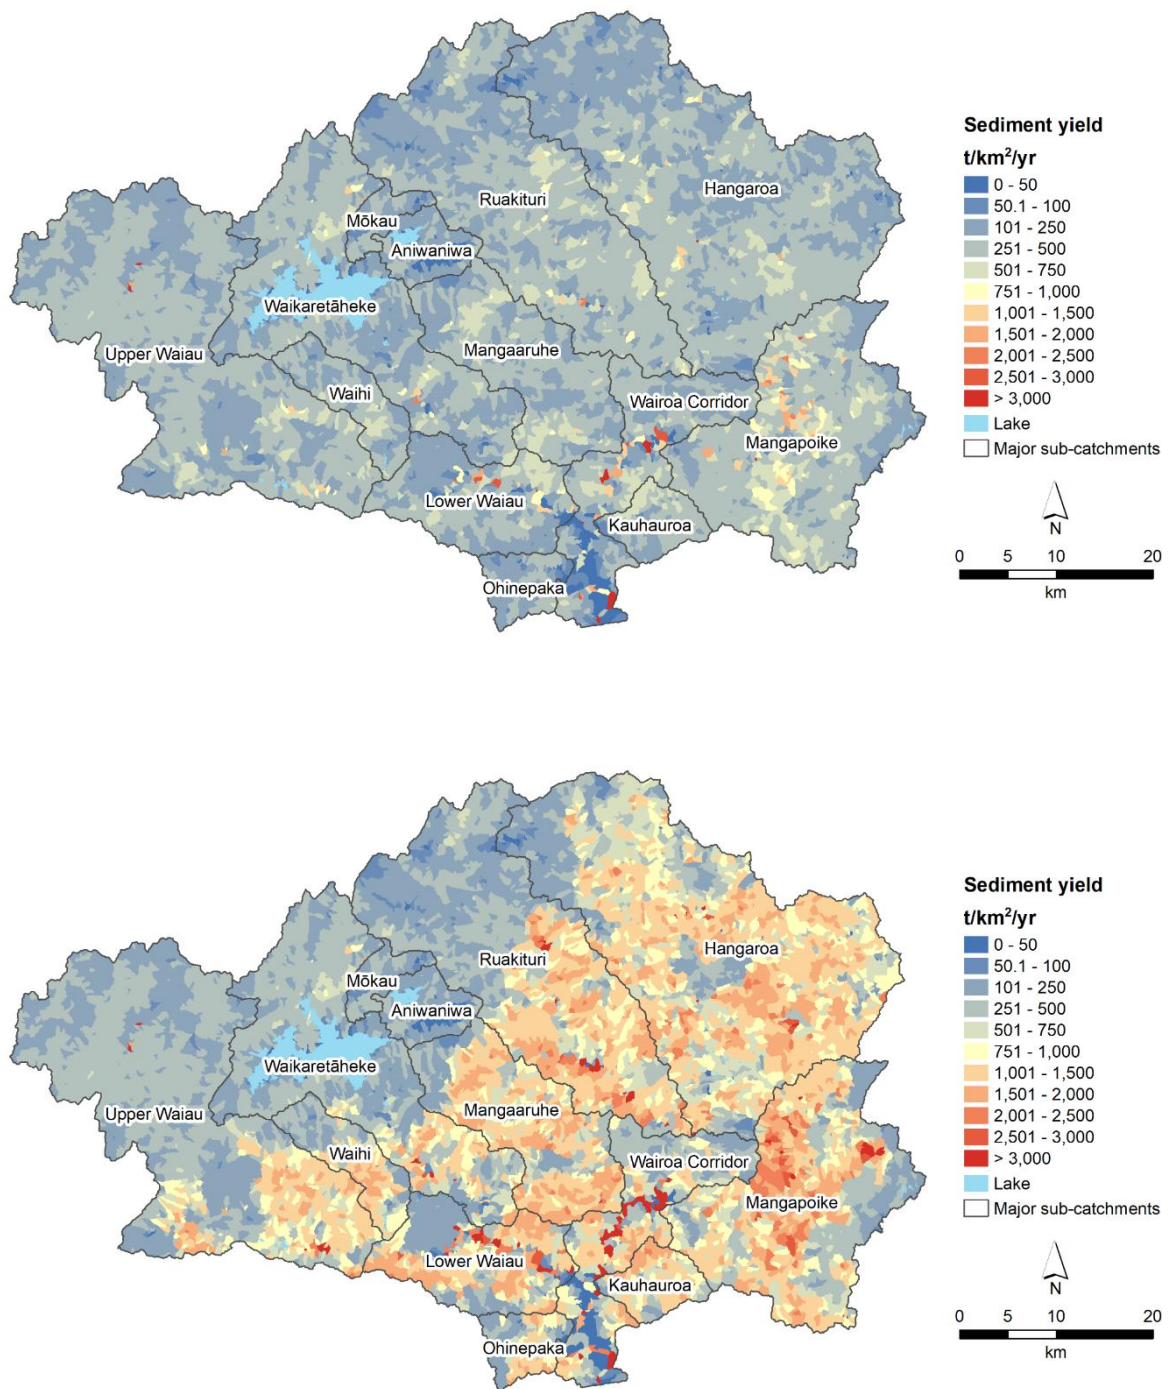 Sediment yield
t/km²/yr
0 - 50
50.1 - 100
101 - 250
251 - 500
501 - 750
751 - 1,000
1,001 - 1,500
1,501 - 2,000
2,001 - 2,500
2,501 - 3,000
> 3,000
Lake
Major sub-catchments
N
0 5 10 20
km
Hangaroa
Ruakituri
Mōkau
Aniwaniwa
Waikaretāheke
Upper Waiau
Mangaaruhe
Waihi
Wairoa Corridor
Mangapoike
Lower Waiau
Kauhauroa
Ohinepaka
Sediment yield
t/km²/yr
0 - 50
50.1 - 100
101 - 250
251 - 500
501 - 750
751 - 1,000
1,001 - 1,500
1,501 - 2,000
2,001 - 2,500
2,501 - 3,000
> 3,000
Lake
Major sub-catchments
N
0 5 10 20
km
Hangaroa
Ruakituri
Mōkau
Aniwaniwa
Waikaretāheke
Upper Waiau
Mangaaruhe
Waihi
Wairoa Corridor
Mangapoike
Lower Waiau
Kauhauroa
Ohinepaka